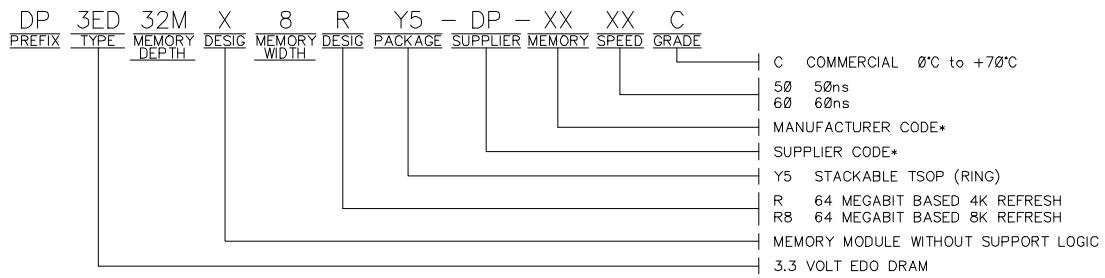 DP 3ED 32M X 8 R Y5 - DP - XX XX C
PREFIX TYPE MEMORY DEPTH DESIG MEMORY WIDTH DESIG PACKAGE SUPPLIER MEMORY SPEED GRADE
C COMMERCIAL 0°C to +70°C
50 50ns
60 60ns
MANUFACTURER CODE*
SUPPLIER CODE*
Y5 STACKABLE TSOP (RING)
R 64 MEGABIT BASED 4K REFRESH
R8 64 MEGABIT BASED 8K REFRESH
MEMORY MODULE WITHOUT SUPPORT LOGIC
3.3 VOLT EDO DRAM